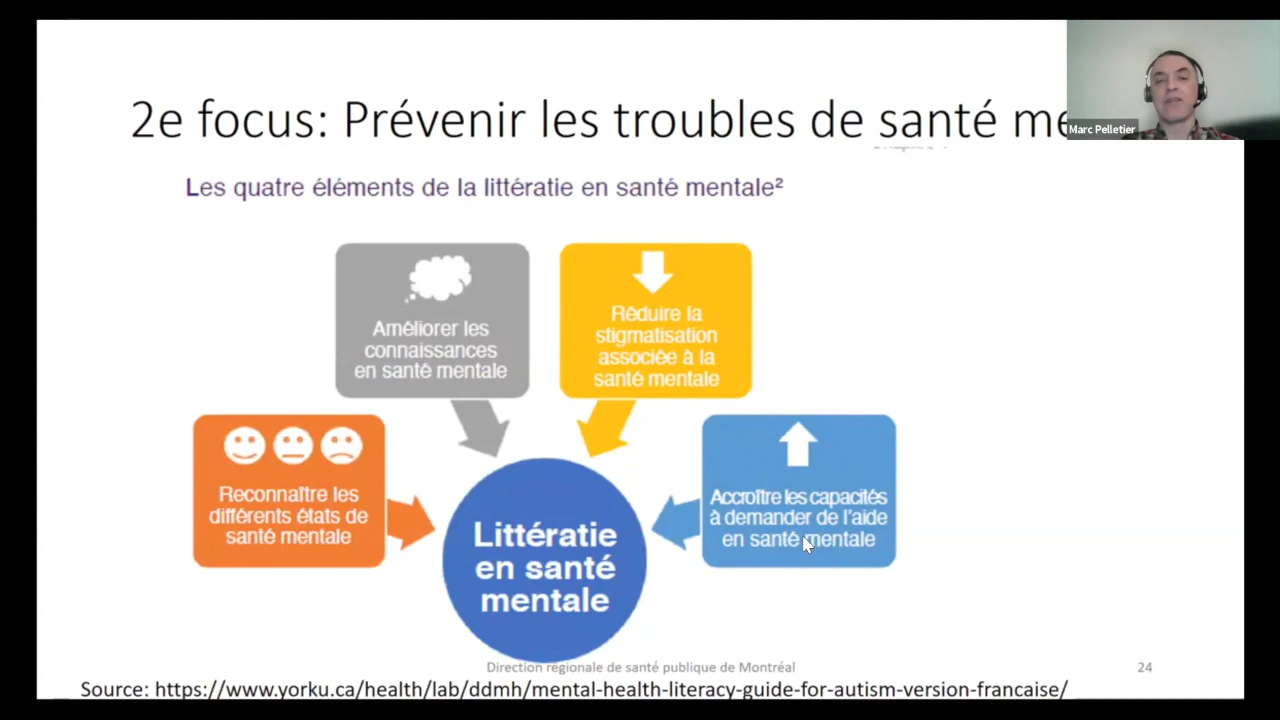 2e focus: Prévenir les troubles de santé
Marc Pelletier
Les quatre éléments de la littératie en santé mentale²
Améliorer les
connaissances
en santé mentale
Réduire la
stigmatisation
associée à la
santé mentale
Reconnaître les
différents états de
santé mentale
Accroître les capacités
à demander de l'aide
en santé mentale
Littératie
en santé
mentale
Direction régionale de santé publique de Montréal
24
Source: https://www.yorku.ca/health/lab/ddmh/mental-health-literacy-guide-for-autism-version-francaise/